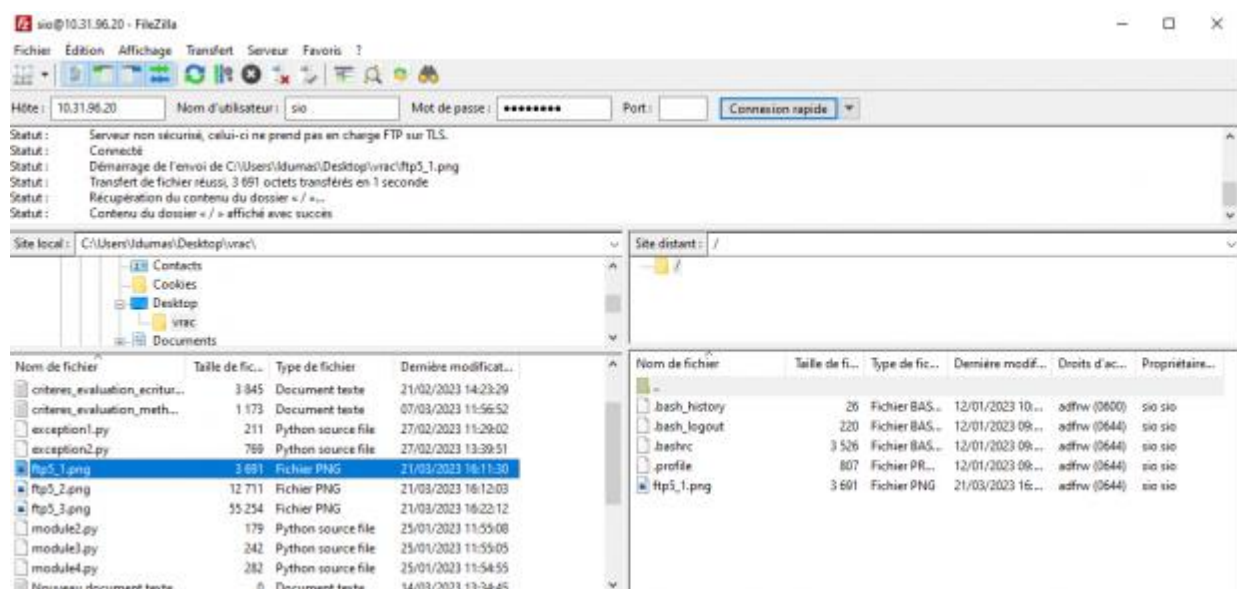 sio@10.31.96.20 - FileZilla
Fichier Édition Affichage Transfert Serveur Favoris ?
Hôte : 10.31.96.20 Nom d'utilisateur : sio Mot de passe : ●●●●●●●● Port : Connexion rapide
Statut : Serveur non sécurisé, celui-ci ne prend pas en charge FTP sur TLS.
Statut : Connecté
Statut : Démarrage de l'envoi de C:\Users\ldumas\Desktop\vrac\ftp5_1.png
Statut : Transfert de fichier réussi, 3 691 octets transférés en 1 seconde
Statut : Récupération du contenu du dossier « / »...
Statut : Contenu du dossier « / » affiché avec succès
Site local : C:\Users\ldumas\Desktop\vrac\
Contacts
Cookies
Desktop
vrac
Documents
Site distant : /
/
Nom de fichier Taille de fic... Type de fichier Dernière modificat...
criteres_evaluation_ecritur... 3 845 Document texte 21/02/2023 14:23:29
criteres_evaluation_meth... 1 173 Document texte 07/03/2023 11:56:52
exception1.py 211 Python source file 27/02/2023 11:29:02
exception2.py 769 Python source file 27/02/2023 13:39:51
ftp5_1.png 3 691 Fichier PNG 21/03/2023 16:11:30
ftp5_2.png 12 711 Fichier PNG 21/03/2023 16:12:03
ftp5_3.png 55 254 Fichier PNG 21/03/2023 16:22:12
module2.py 179 Python source file 25/01/2023 11:55:08
module3.py 242 Python source file 25/01/2023 11:55:05
module4.py 282 Python source file 25/01/2023 11:54:55
Nouveau document texte 0 Document texte 14/03/2023 13:34:45
Nom de fichier Taille de fi... Type de fic... Dernière modif... Droits d'ac... Propriétaire...
..
.bash_history 26 Fichier BAS... 12/01/2023 10:... adfrw (0600) sio sio
.bash_logout 220 Fichier BAS... 12/01/2023 09:... adfrw (0644) sio sio
.bashrc 3 526 Fichier BAS... 12/01/2023 09:... adfrw (0644) sio sio
.profile 807 Fichier PR... 12/01/2023 09:... adfrw (0644) sio sio
ftp5_1.png 3 691 Fichier PNG 21/03/2023 16:... adfrw (0644) sio sio